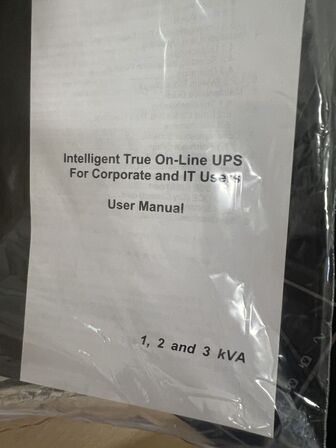 Intelligent True On-Line UPS
For Corporate and IT Users
User Manual
1, 2 and 3 kVA